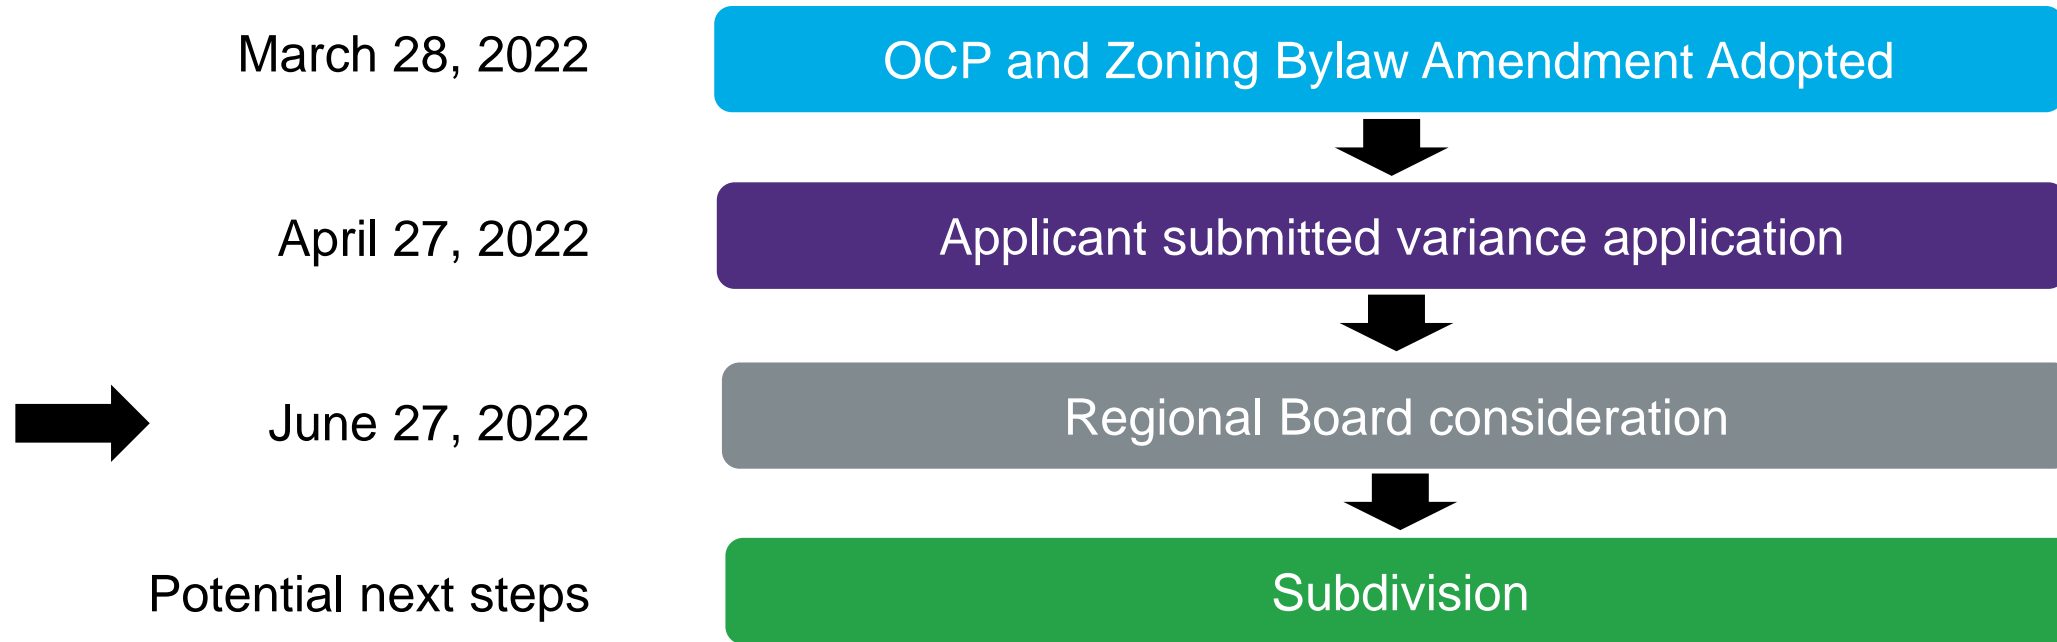 March 28, 2022
OCP and Zoning Bylaw Amendment Adopted
April 27, 2022
Applicant submitted variance application
June 27, 2022
Regional Board consideration
Potential next steps
Subdivision